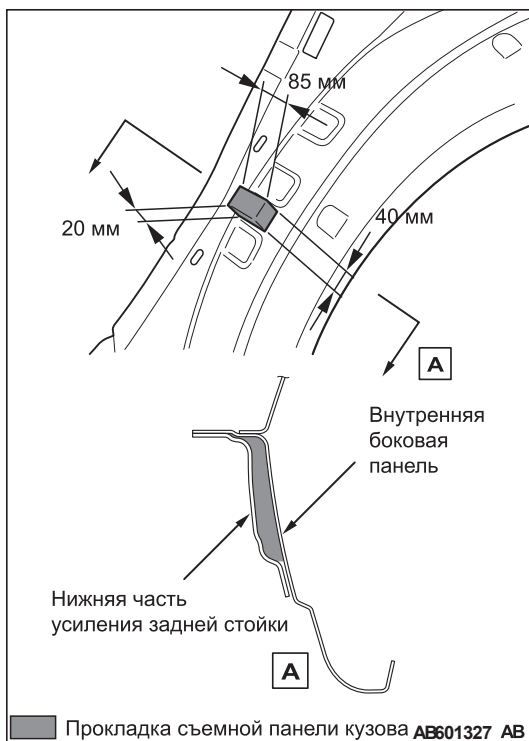 85 мм
20 мм
40 мм
A
Внутренняя
боковая
панель
Нижняя часть
усиления задней стойки
A
Прокладка съемной панели кузова AB601327 AB